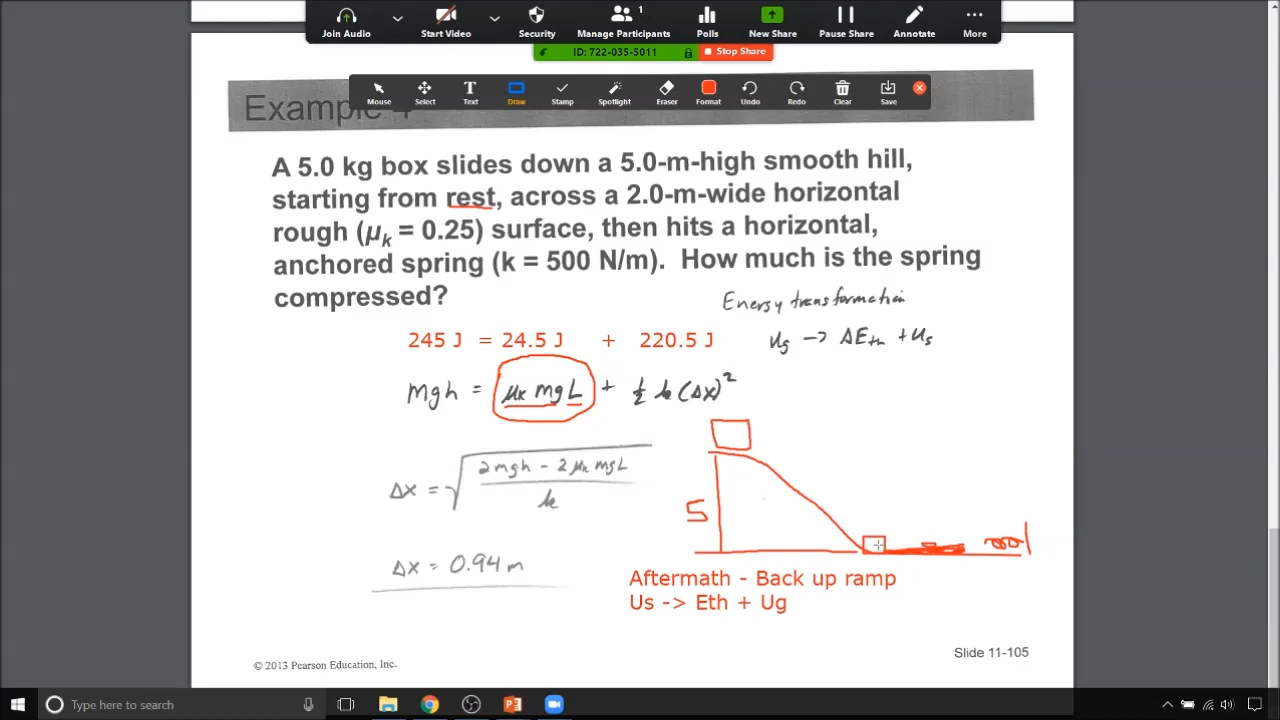 Join Audio
Start Video
Security
1
Manage Participants
Polls
New Share
Pause Share
Annotate
More
ID: 722-035-5011
Stop Share
Mouse
Select
Text
Draw
Stamp
Spotlight
Eraser
Format
Undo
Redo
Clear
Save
Example 4
A 5.0 kg box slides down a 5.0-m-high smooth hill,
starting from rest, across a 2.0-m-wide horizontal
rough (μk = 0.25) surface, then hits a horizontal,
anchored spring (k = 500 N/m). How much is the spring
compressed?
Energy transformation
245 J = 24.5 J + 220.5 J
Ug -> ΔEth + Us
mgh = μk mg L + ½ k (Δx)²
Δx = √((2mgh - 2μk mgL)/k)
5
Δx = 0.94 m
Aftermath - Back up ramp
Us -> Eth + Ug
Slide 11-105
© 2013 Pearson Education, Inc.
Type here to search